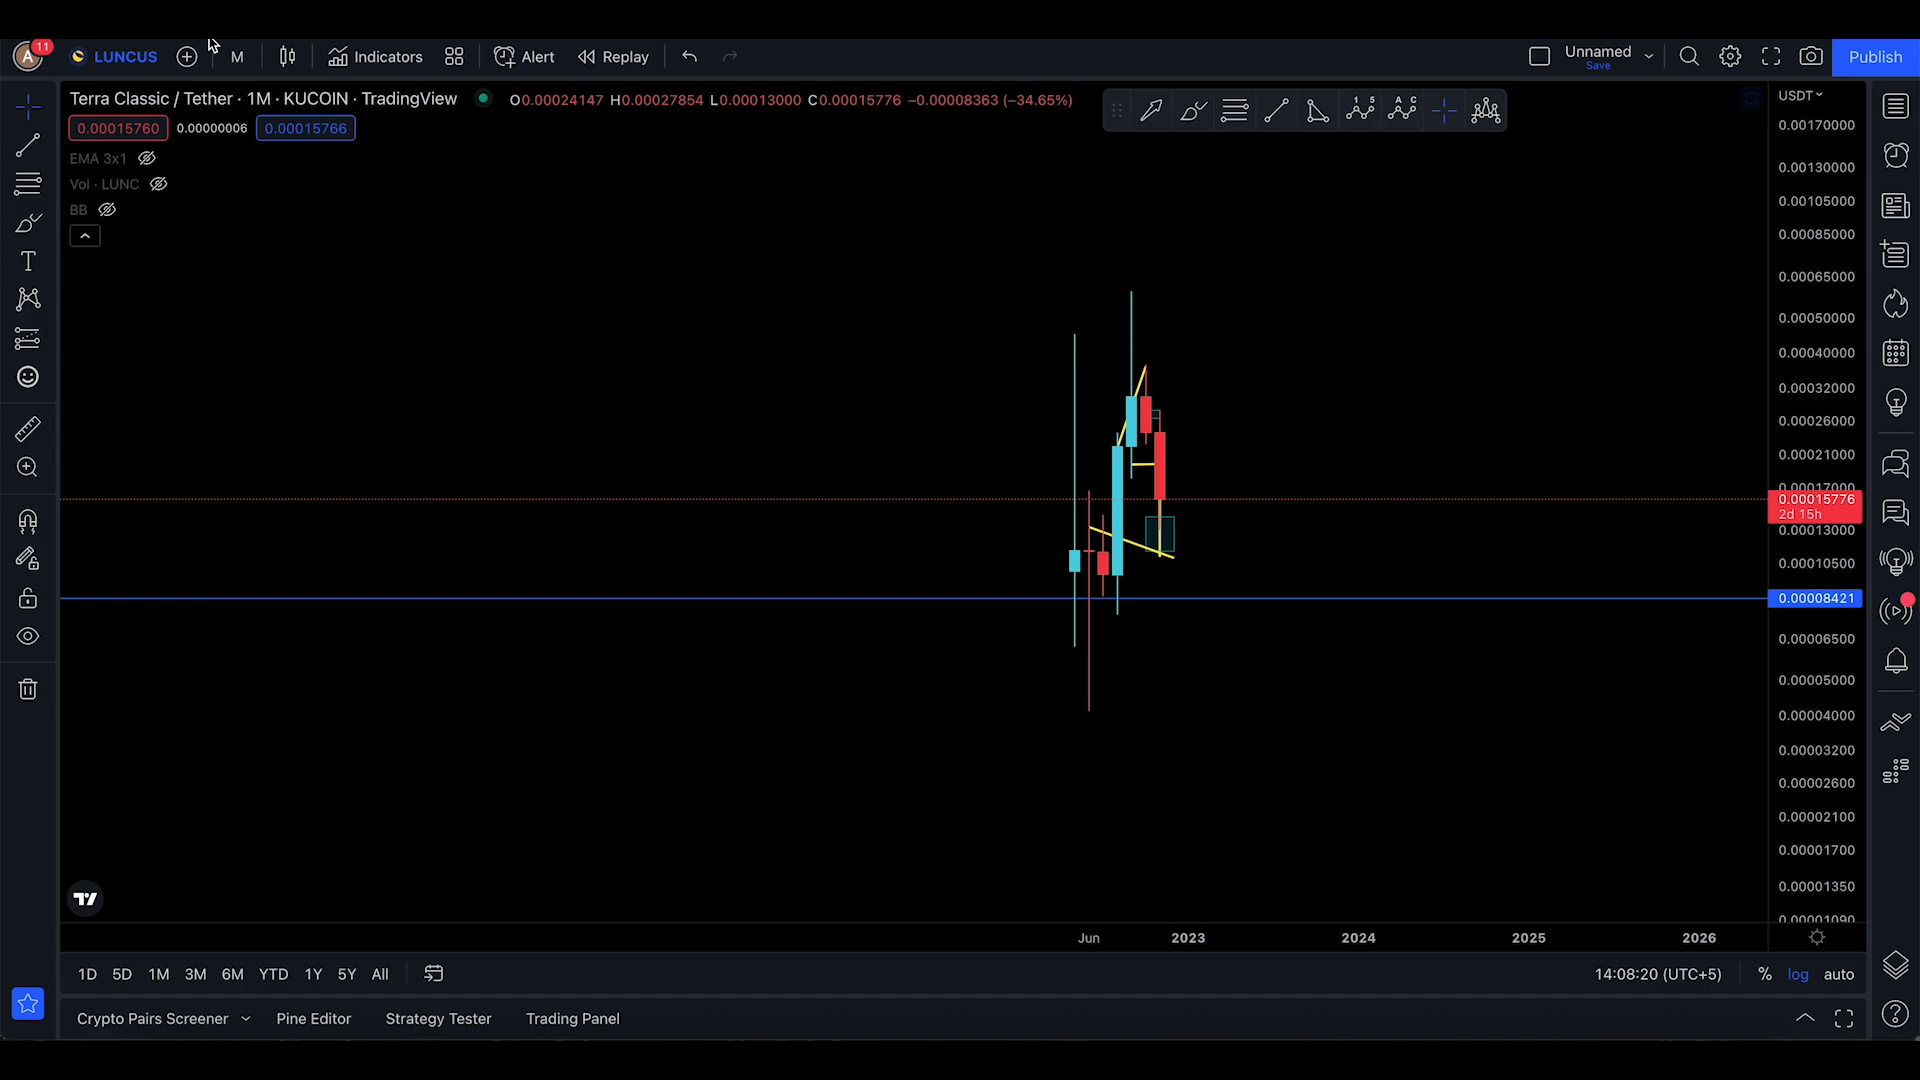 A 11 LUNCUS M Indicators Alert Replay Unnamed Save Publish
Terra Classic / Tether · 1M · KUCOIN · TradingView O0.00024147 H0.00027854 L0.00013000 C0.00015776 −0.00008363 (−34.65%)
0.00015760 0.00000006 0.00015766
EMA 3x1
Vol · LUNC
BB
1 5
A C
T
USDT
0.00170000
0.00130000
0.00105000
0.00085000
0.00065000
0.00050000
0.00040000
0.00032000
0.00026000
0.00021000
0.00017000
0.00015776
2d 15h
0.00013000
0.00010500
0.00008421
0.00006500
0.00005000
0.00004000
0.00003200
0.00002600
0.00002100
0.00001700
0.00001350
0.00001090
Jun 2023 2024 2025 2026
1D 5D 1M 3M 6M YTD 1Y 5Y All 14:08:20 (UTC+5) % log auto
Crypto Pairs Screener Pine Editor Strategy Tester Trading Panel